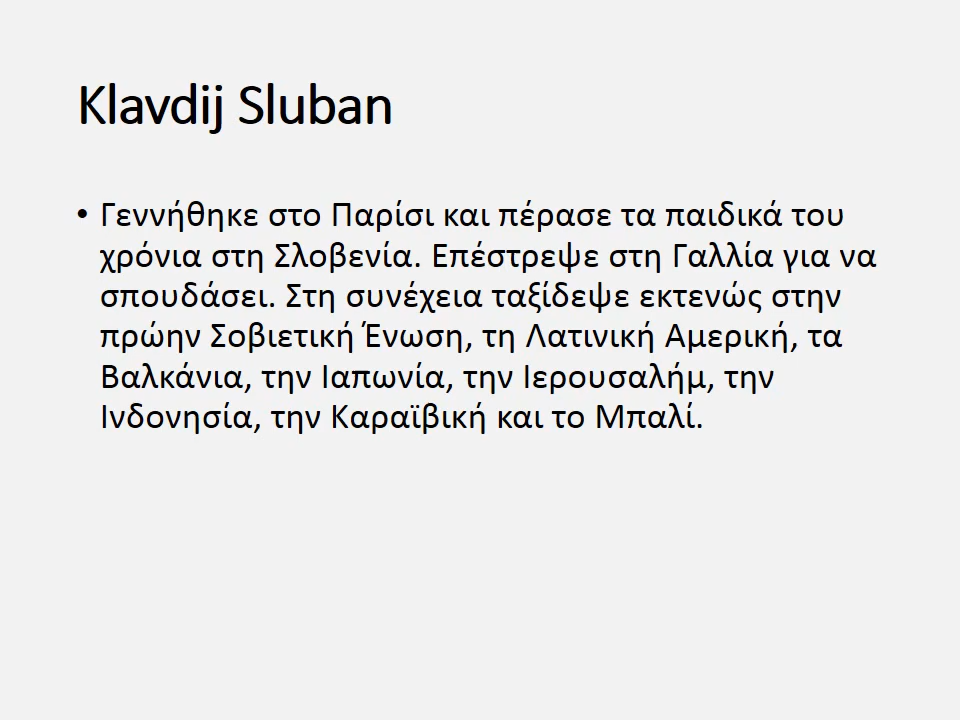 Klavdij Sluban
• Γεννήθηκε στο Παρίσι και πέρασε τα παιδικά του
χρόνια στη Σλοβενία. Επέστρεψε στη Γαλλία για να
σπουδάσει. Στη συνέχεια ταξίδεψε εκτενώς στην
πρώην Σοβιετική Ένωση, τη Λατινική Αμερική, τα
Βαλκάνια, την Ιαπωνία, την Ιερουσαλήμ, την
Ινδονησία, την Καραϊβική και το Μπαλί.